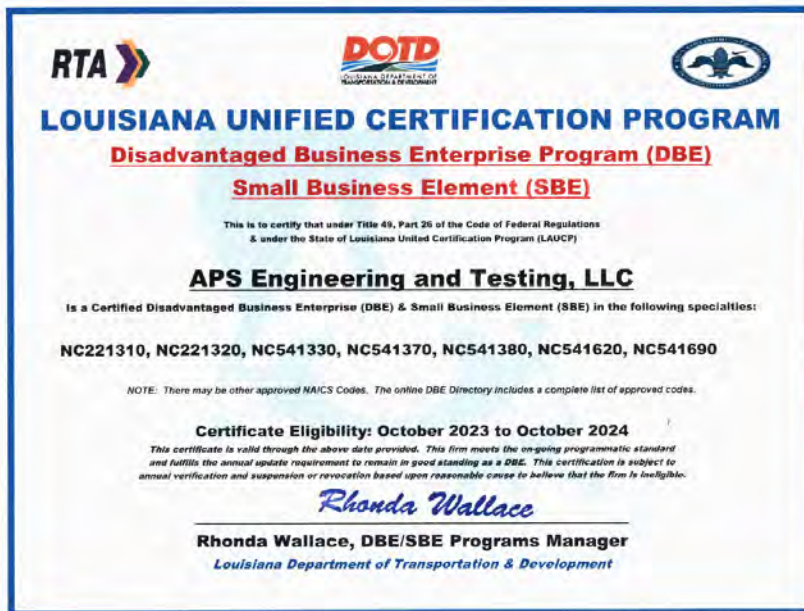 RTA
DOTD
LOUISIANA DEPARTMENT OF
TRANSPORTATION & DEVELOPMENT
LOUISIANA UNIFIED CERTIFICATION PROGRAM
Disadvantaged Business Enterprise Program (DBE)
Small Business Element (SBE)
This is to certify that under Title 49, Part 26 of the Code of Federal Regulations
& under the State of Louisiana United Certification Program (LAUCP)
APS Engineering and Testing, LLC
Is a Certified Disadvantaged Business Enterprise (DBE) & Small Business Element (SBE) in the following specialties:
NC221310, NC221320, NC541330, NC541370, NC541380, NC541620, NC541690
NOTE: There may be other approved NAICS Codes. The online DBE Directory includes a complete list of approved codes.
Certificate Eligibility: October 2023 to October 2024
This certificate is valid through the above date provided. This firm meets the on-going programmatic standard
and fulfills the annual update requirement to remain in good standing as a DBE. This certification is subject to
annual verification and suspension or revocation based upon reasonable cause to believe that the firm is ineligible.
Rhonda Wallace
Rhonda Wallace, DBE/SBE Programs Manager
Louisiana Department of Transportation & Development